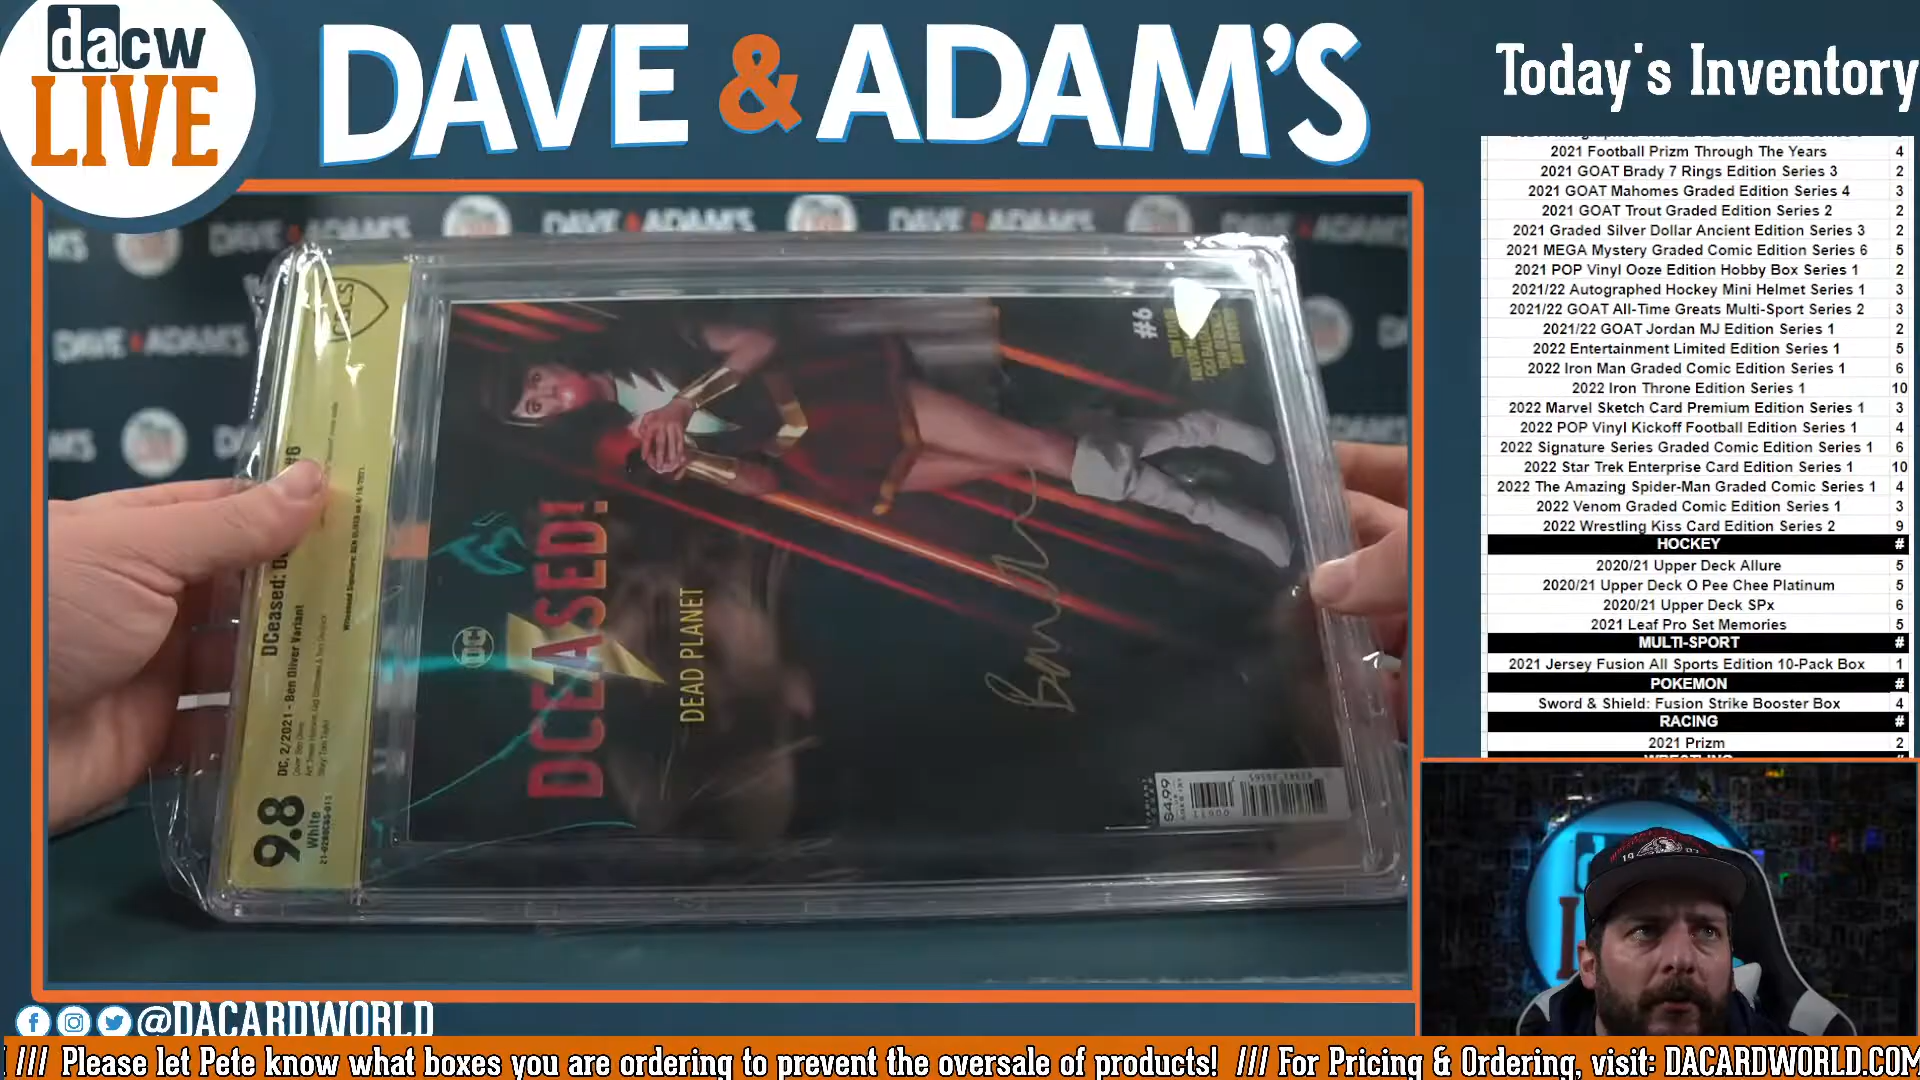 dacw
LIVE
DAVE & ADAM'S
Today's Inventory
2021 Football Prizm Through The Years 4
2021 GOAT Brady 7 Rings Edition Series 3 2
2021 GOAT Mahomes Graded Edition Series 4 3
2021 GOAT Trout Graded Edition Series 2 2
2021 Graded Silver Dollar Ancient Edition Series 3 2
2021 MEGA Mystery Graded Comic Edition Series 6 5
2021 POP Vinyl Ooze Edition Hobby Box Series 1 2
2021/22 Autographed Hockey Mini Helmet Series 1 3
2021/22 GOAT All-Time Greats Multi-Sport Series 2 3
2021/22 GOAT Jordan MJ Edition Series 1 2
2022 Entertainment Limited Edition Series 1 5
2022 Iron Man Graded Comic Edition Series 1 6
2022 Iron Throne Edition Series 1 10
2022 Marvel Sketch Card Premium Edition Series 1 3
2022 POP Vinyl Kickoff Football Edition Series 1 4
2022 Signature Series Graded Comic Edition Series 1 6
2022 Star Trek Enterprise Card Edition Series 1 10
2022 The Amazing Spider-Man Graded Comic Series 1 4
2022 Venom Graded Comic Edition Series 1 3
2022 Wrestling Kiss Card Edition Series 2 9
HOCKEY #
2020/21 Upper Deck Allure 5
2020/21 Upper Deck O Pee Chee Platinum 5
2020/21 Upper Deck SPx 6
2021 Leaf Pro Set Memories 5
MULTI-SPORT #
2021 Jersey Fusion All Sports Edition 10-Pack Box 1
POKEMON #
Sword & Shield: Fusion Strike Booster Box 4
RACING #
2021 Prizm 2
DAVE & ADAM'S
9.8
White
DCeased: D
#6
DC, 2/2021 - Ben Oliver Variant
DC
DCEASED!
DEAD PLANET
#6
$4.99
@DACARDWORLD
/// Please let Pete know what boxes you are ordering to prevent the oversale of products! /// For Pricing & Ordering, visit: DACARDWORLD.COM